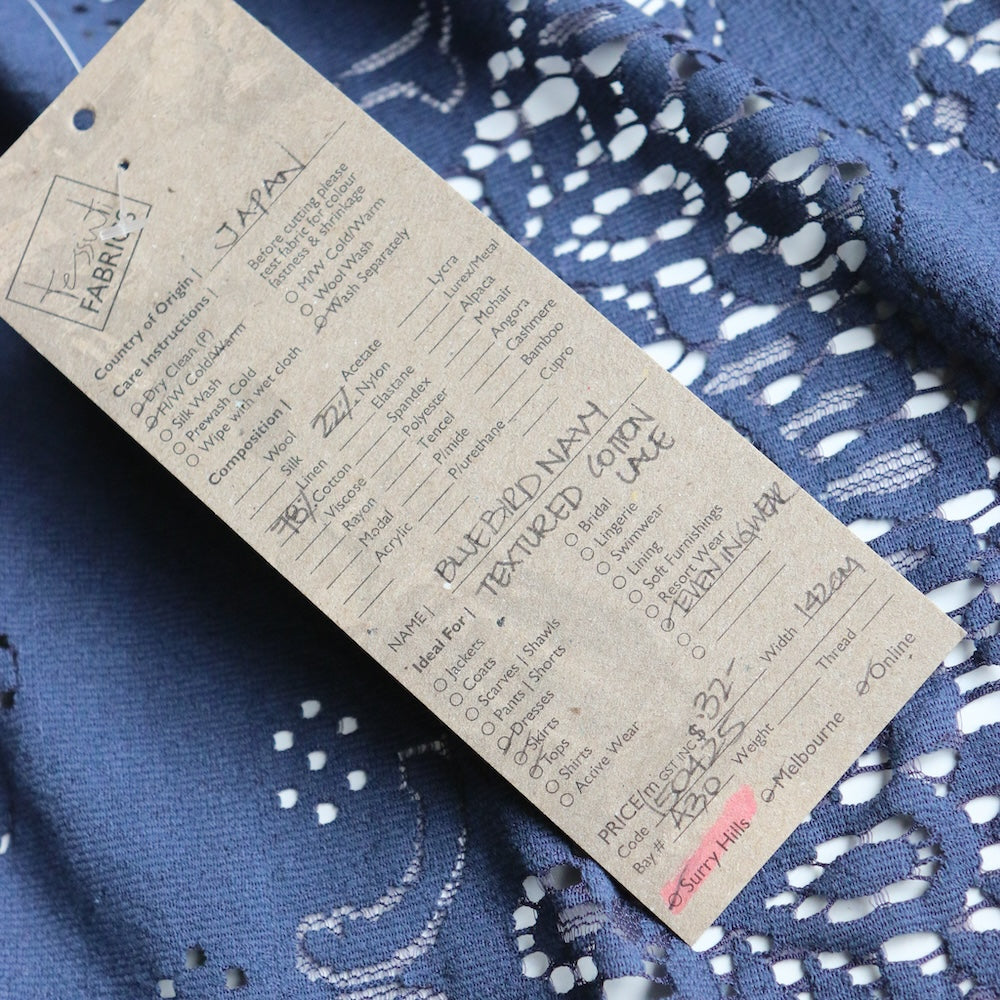 Tessuti
FABRICS
Country of Origin | JAPAN
Care Instructions |
Before cutting please
test fabric for colour
fastness & shrinkage
Dry Clean (P)
H/W Cold/Warm
Silk Wash
Prewash Cold
Wipe with wet cloth
M/W Cold/Warm
Wool Wash
Wash Separately
Composition |
Wool
Silk
Linen
78% Cotton
Viscose
Rayon
Modal
Acrylic
Acetate
22% Nylon
Elastane
Spandex
Polyester
Tencel
P/mide
P/urethane
Lycra
Lurex/Metal
Alpaca
Mohair
Angora
Cashmere
Bamboo
Cupro
NAME | BLUEBIRD NAVY
TEXTURED COTTON
LACE
Ideal For |
Jackets
Coats
Scarves | Shawls
Pants | Shorts
Dresses
Skirts
Tops
Shirts
Active Wear
Bridal
Lingerie
Swimwear
Lining
Soft Furnishings
Resort Wear
EVENINGWEAR
PRICE/m GST INC $ 32-
Code 150425
Bay # A30
Width 142cm
Weight
Thread
Surry Hills
Melbourne
Online